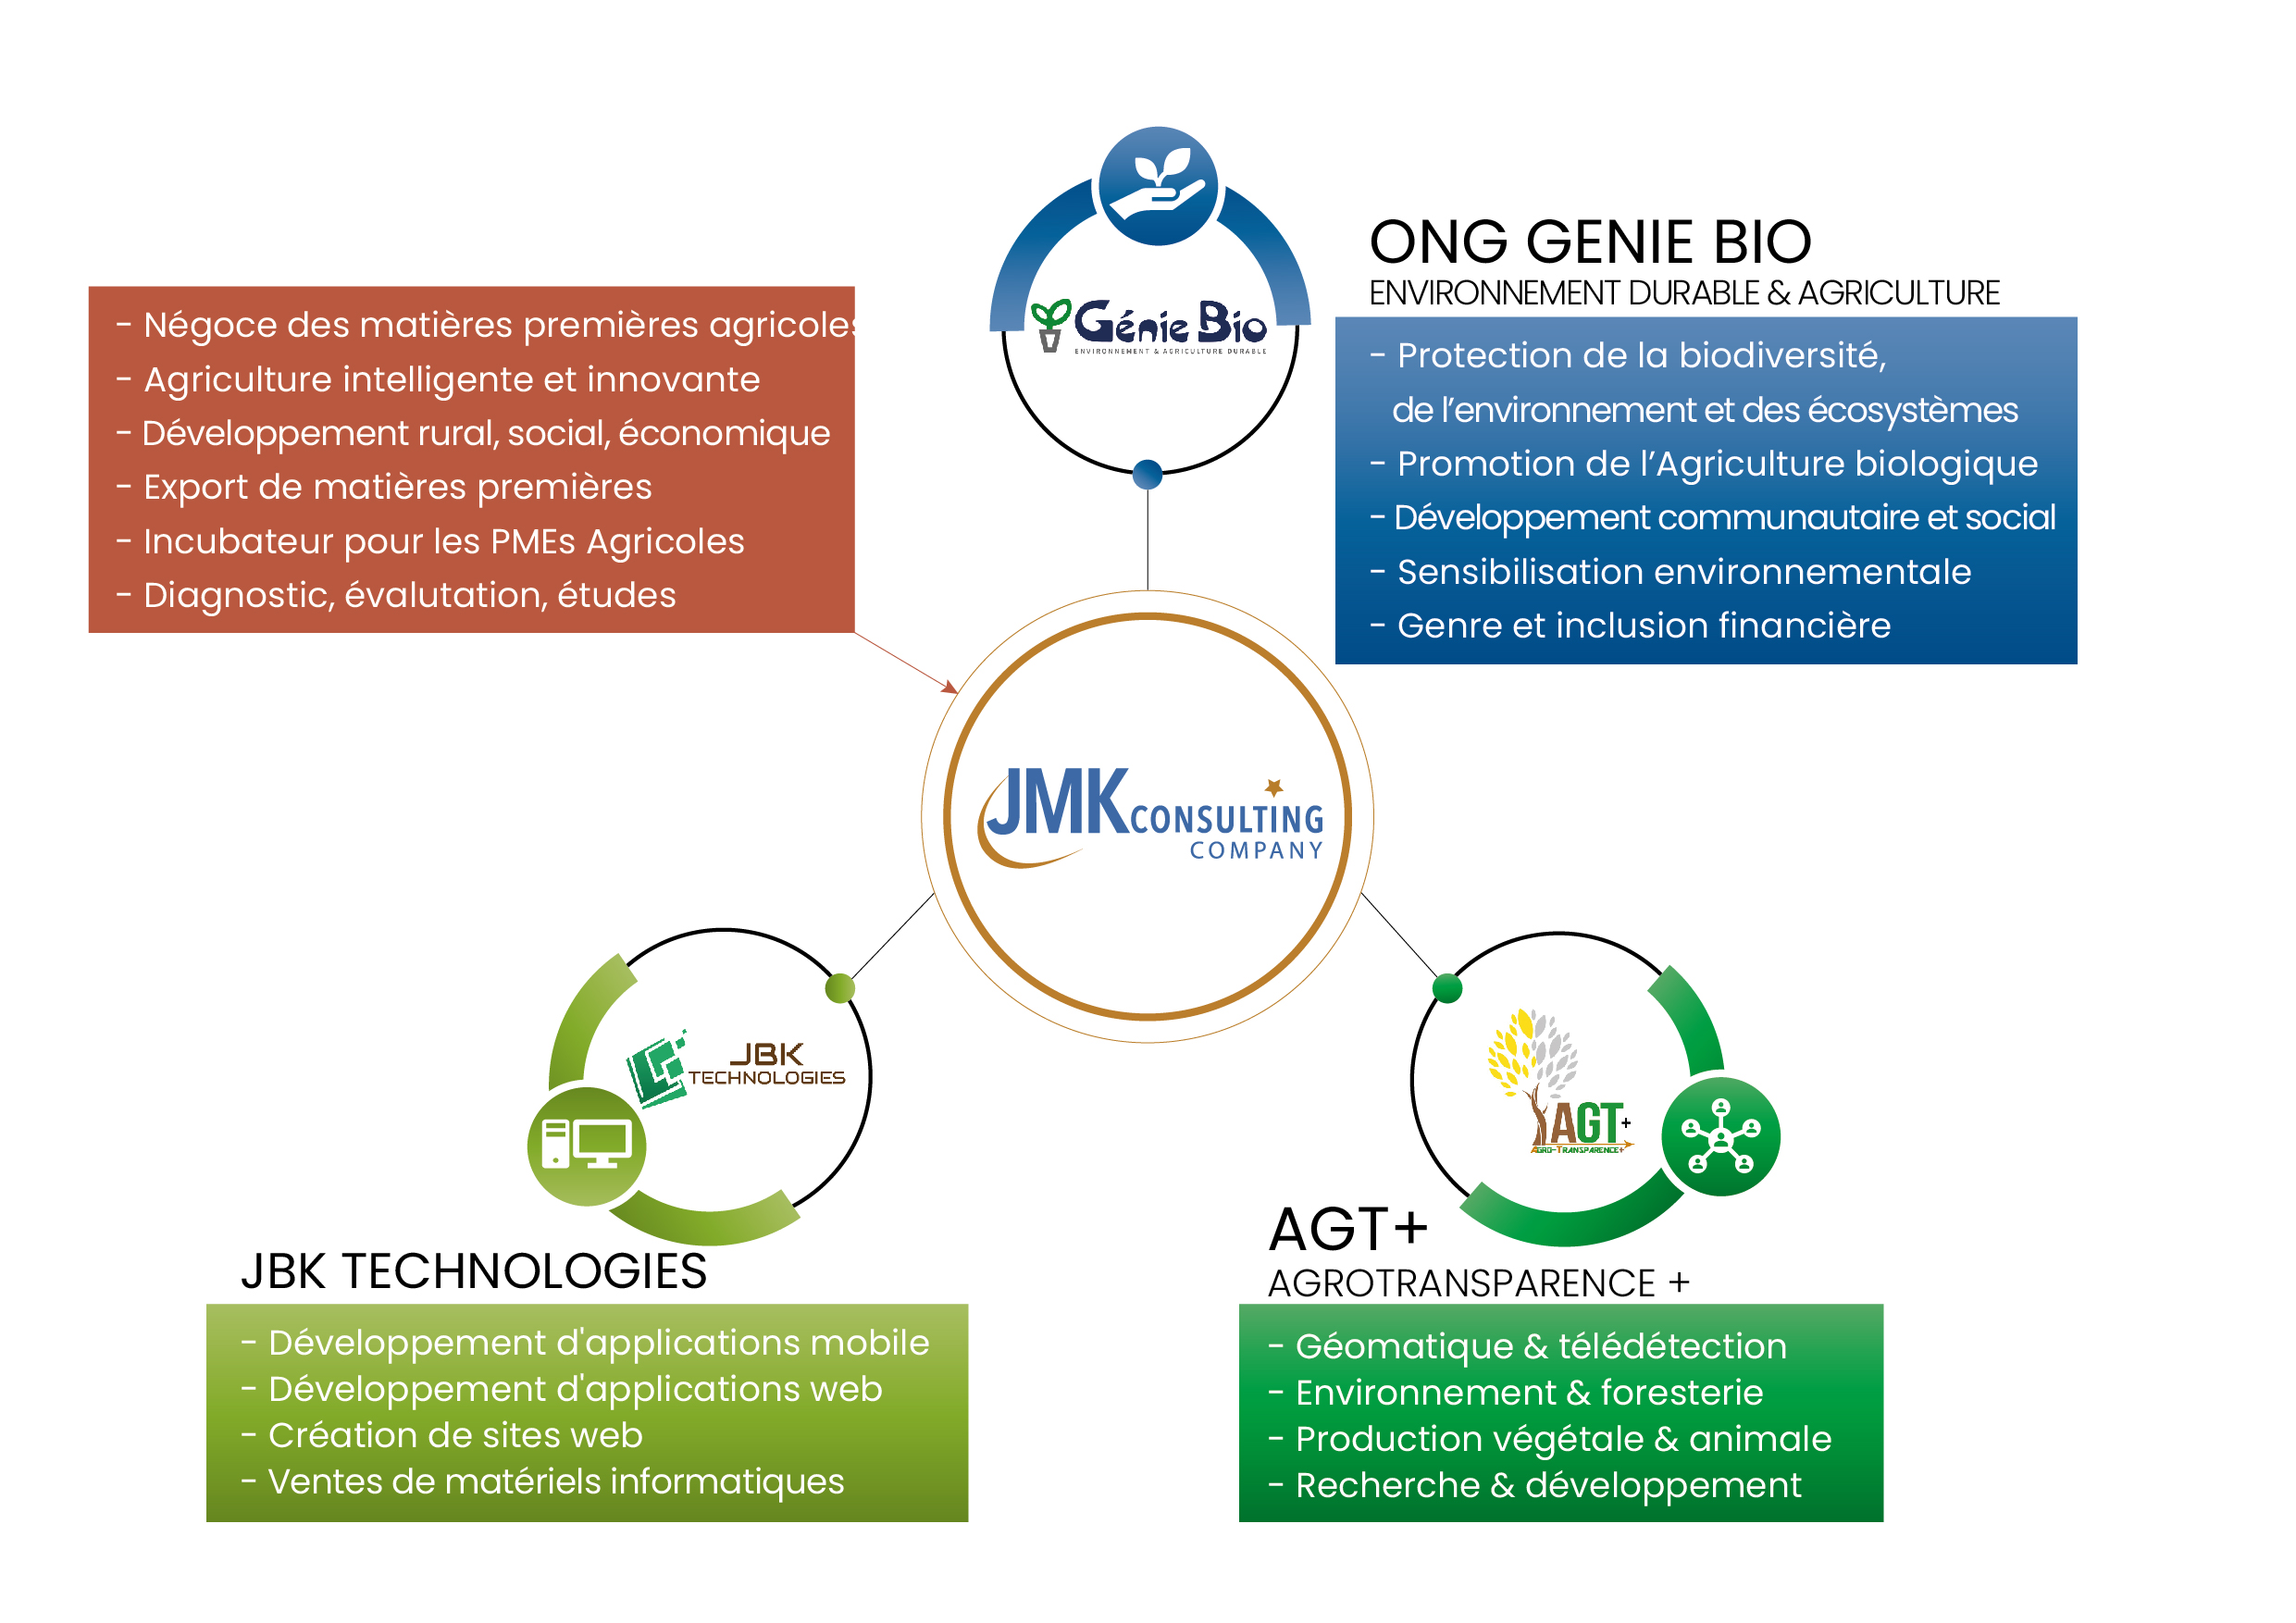 Génie Bio
ENVIRONNEMENT & AGRICULTURE DURABLE
ONG GENIE BIO
ENVIRONNEMENT DURABLE & AGRICULTURE
- Protection de la biodiversité,
de l’environnement et des écosystèmes
- Promotion de l’Agriculture biologique
- Développement communautaire et social
- Sensibilisation environnementale
- Genre et inclusion financière
- Négoce des matières premières agricoles
- Agriculture intelligente et innovante
- Développement rural, social, économique
- Export de matières premières
- Incubateur pour les PMEs Agricoles
- Diagnostic, évalutation, études
JMK CONSULTING
COMPANY
JBK
TECHNOLOGIES
JBK TECHNOLOGIES
- Développement d'applications mobile
- Développement d'applications web
- Création de sites web
- Ventes de matériels informatiques
AGT+
AGRO-TRANSPARENCE+
AGT+
AGROTRANSPARENCE +
- Géomatique & télédétection
- Environnement & foresterie
- Production végétale & animale
- Recherche & développement